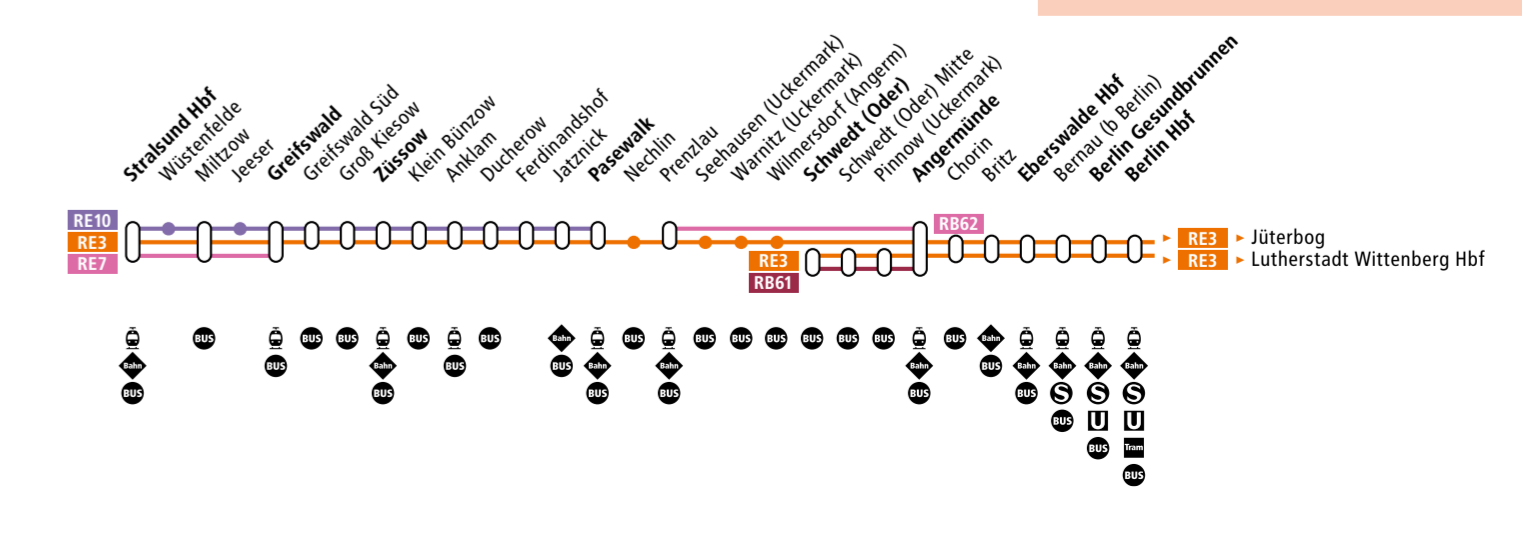 Stralsund Hbf
Wüstenfelde
Miltzow
Jeeser
Greifswald
Greifswald Süd
Groß Kiesow
Züssow
Klein Bünzow
Anklam
Ducherow
Ferdinandshof
Jatznick
Pasewalk
Nechlin
Prenzlau
Seehausen (Uckermark)
Warnitz (Uckermark)
Wilmersdorf (Angerm)
Schwedt (Oder)
Schwedt (Oder) Mitte
Pinnow (Uckermark)
Angermünde
Chorin
Britz
Eberswalde Hbf
Bernau (b Berlin)
Berlin Gesundbrunnen
Berlin Hbf
RE10
RB62
RE3
RE3 Jüterbog
RE7
RE3
RE3 Lutherstadt Wittenberg Hbf
RB61
BUS BUS BUS BUS BUS Bahn BUS BUS BUS BUS BUS BUS BUS BUS Bahn
Bahn BUS Bahn BUS BUS Bahn Bahn Bahn BUS Bahn Bahn Bahn Bahn
BUS BUS BUS BUS BUS BUS S S S
BUS U U
BUS Tram
BUS